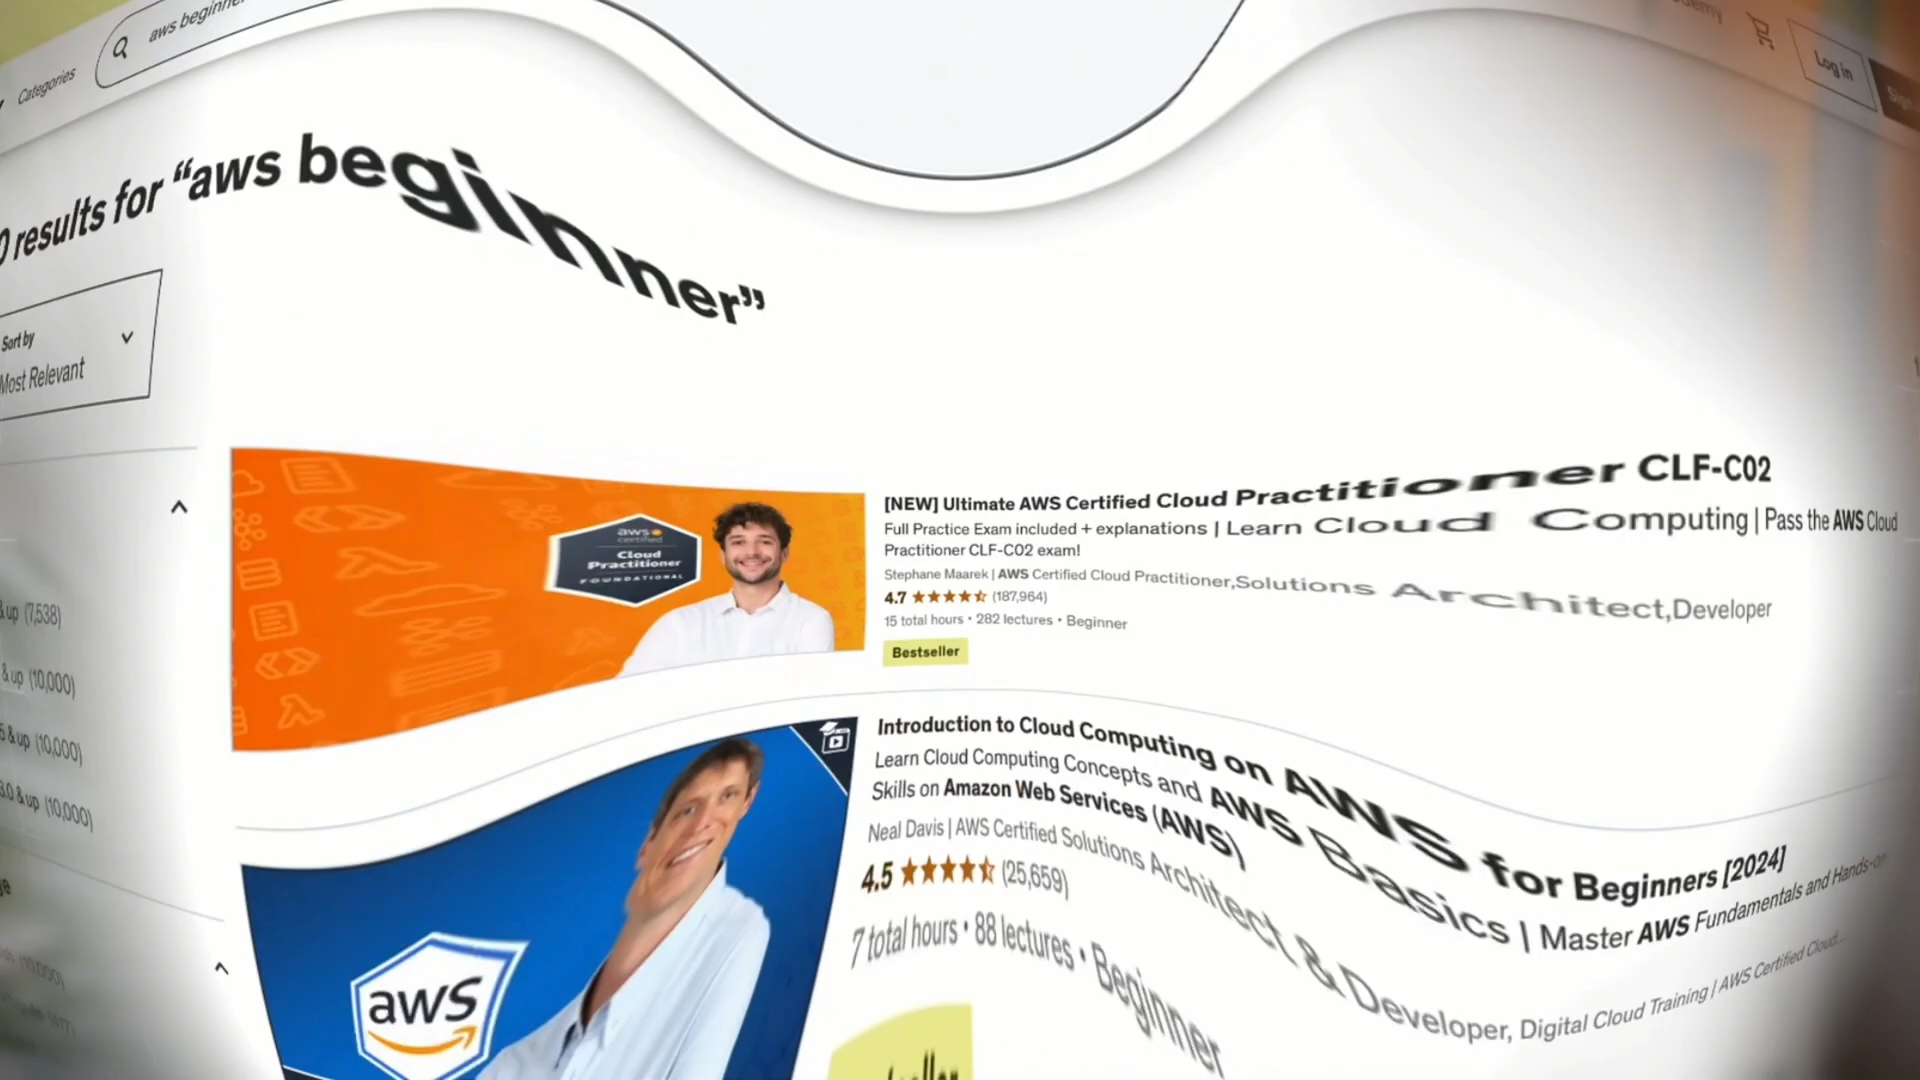 Categories
aws beginner
Log in
0 results for “aws beginner”
Sort by
Most Relevant
& up (7,538)
& up (10,000)
& up (10,000)
3.0 & up (10,000)
aws
certified
Cloud
Practitioner
FOUNDATIONAL
[NEW] Ultimate AWS Certified Cloud Practitioner CLF-C02
Full Practice Exam included + explanations | Learn Cloud Computing | Pass the AWS Cloud
Practitioner CLF-C02 exam!
Stephane Maarek | AWS Certified Cloud Practitioner,Solutions Architect,Developer
4.7 (187,964)
15 total hours • 282 lectures • Beginner
Bestseller
aws
Introduction to Cloud Computing on AWS for Beginners [2024]
Learn Cloud Computing Concepts and AWS Basics | Master AWS Fundamentals and Hands-on
Skills on Amazon Web Services (AWS)
Neal Davis | AWS Certified Solutions Architect & Developer, Digital Cloud Training | AWS Certified Cloud...
4.5 (25,659)
7 total hours • 88 lectures • Beginner